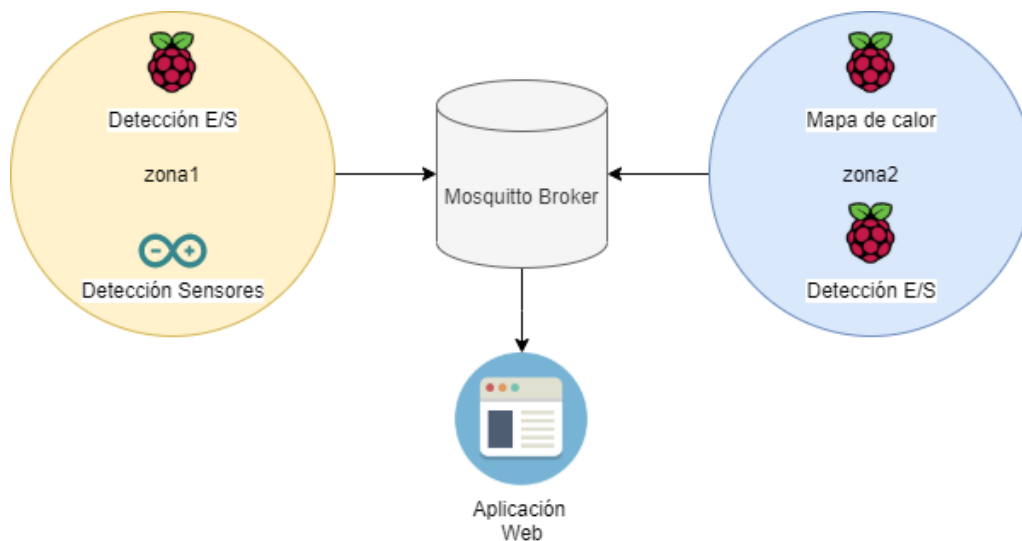 Detección E/S
zona1
Detección Sensores
Mosquitto Broker
Mapa de calor
zona2
Detección E/S
Aplicación
Web